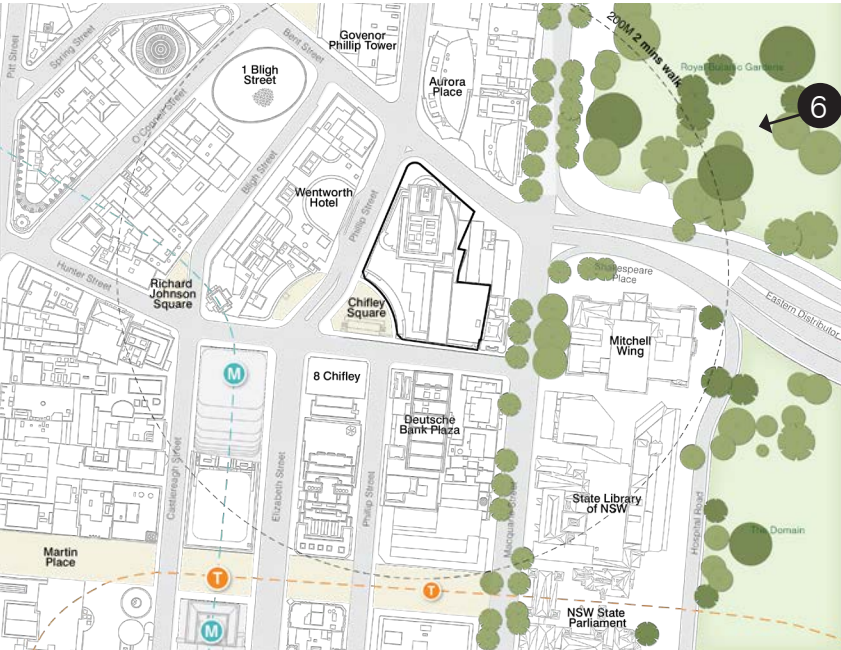 Pitt Street
Spring Street
O'Connell Street
Bent Street
Govenor
Phillip Tower
1 Bligh
Street
Aurora
Place
200M 2 mins walk
Royal Botanic Gardens
6
Bligh Street
Wentworth
Hotel
Phillip Street
Hunter Street
Richard
Johnson
Square
Chifley
Square
Shakespeare
Place
Eastern Distributor
Mitchell
Wing
M
8 Chifley
Deutsche
Bank Plaza
Castlereagh Street
Elizabeth Street
Phillip Street
Macquarie Street
State Library
of NSW
Hospital Road
The Domain
Martin
Place
T
T
M
NSW State
Parliament